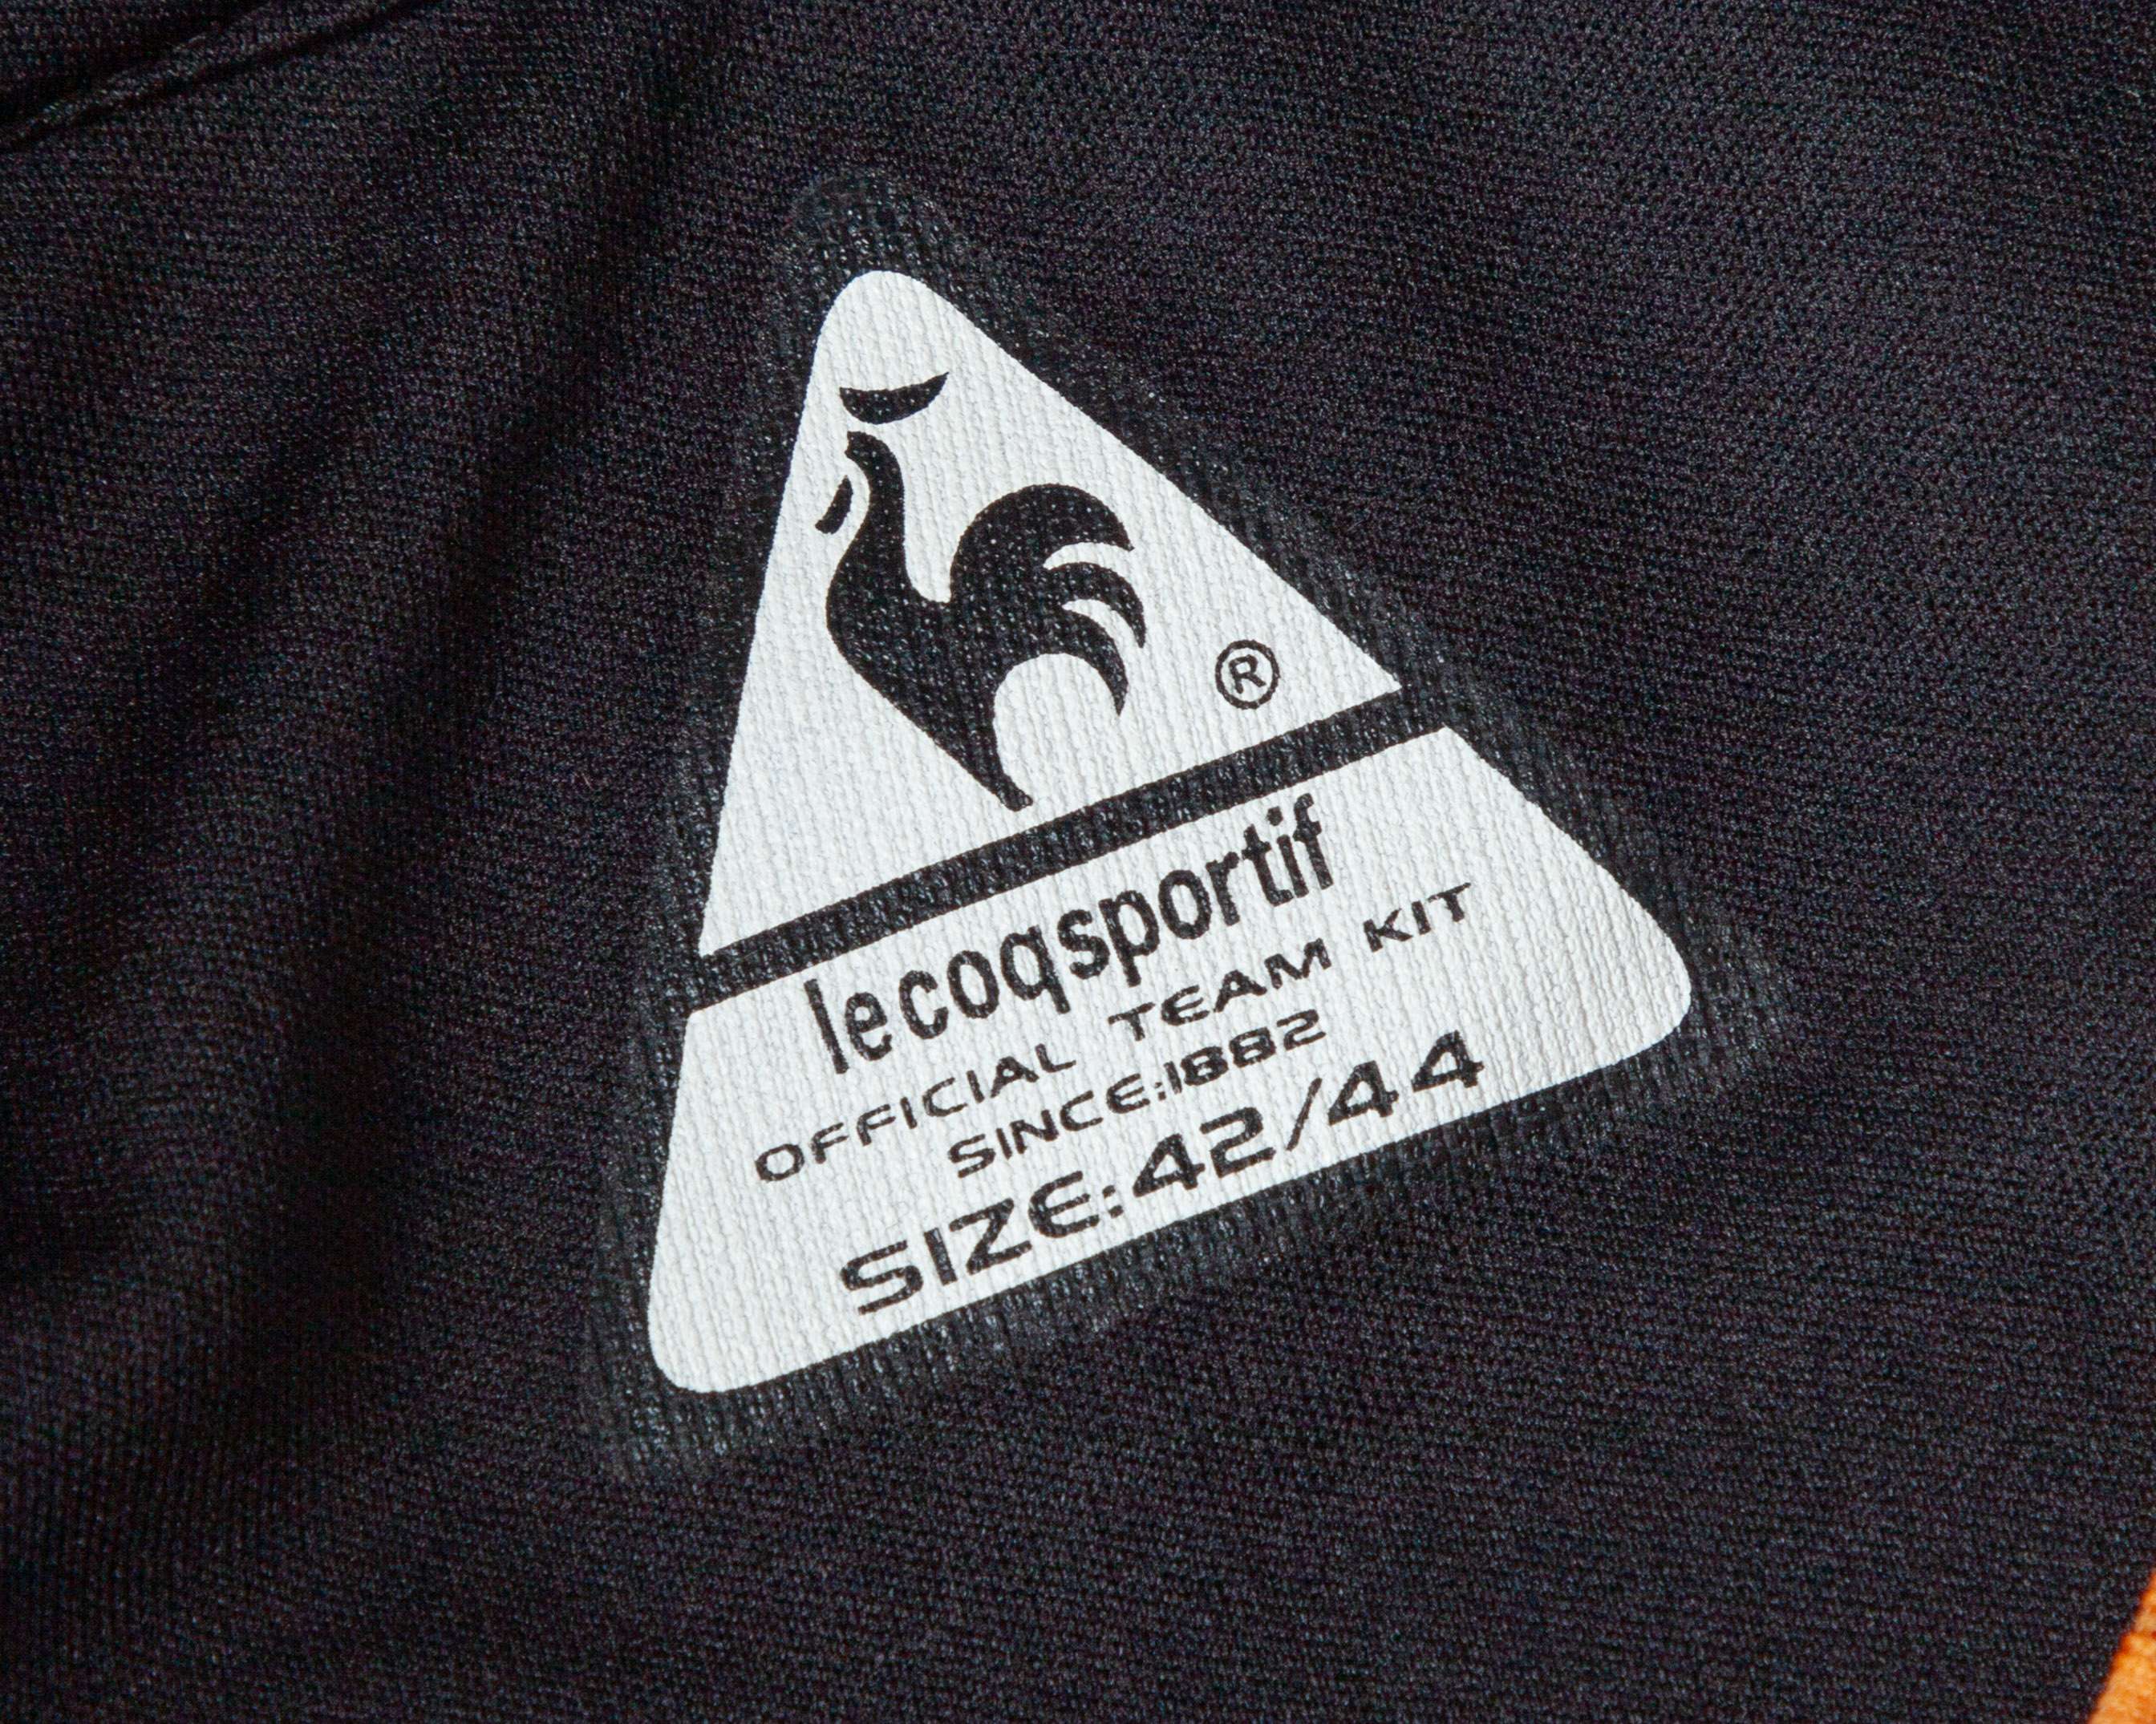 ®
lecoqsportif
OFFICIAL TEAM KIT
SINCE:1882
SIZE:42/44